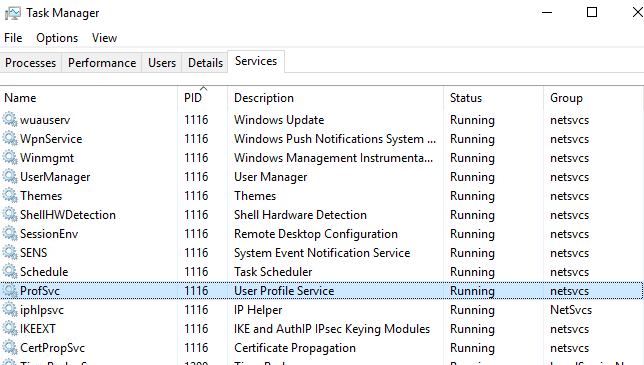 Task Manager
File Options View
Processes Performance Users Details Services
Name PID Description Status Group
wuauserv 1116 Windows Update Running netsvcs
WpnService 1116 Windows Push Notifications System ... Running netsvcs
Winmgmt 1116 Windows Management Instrumenta... Running netsvcs
UserManager 1116 User Manager Running netsvcs
Themes 1116 Themes Running netsvcs
ShellHWDetection 1116 Shell Hardware Detection Running netsvcs
SessionEnv 1116 Remote Desktop Configuration Running netsvcs
SENS 1116 System Event Notification Service Running netsvcs
Schedule 1116 Task Scheduler Running netsvcs
ProfSvc 1116 User Profile Service Running netsvcs
iphlpsvc 1116 IP Helper Running NetSvcs
IKEEXT 1116 IKE and AuthIP IPsec Keying Modules Running netsvcs
CertPropSvc 1116 Certificate Propagation Running netsvcs